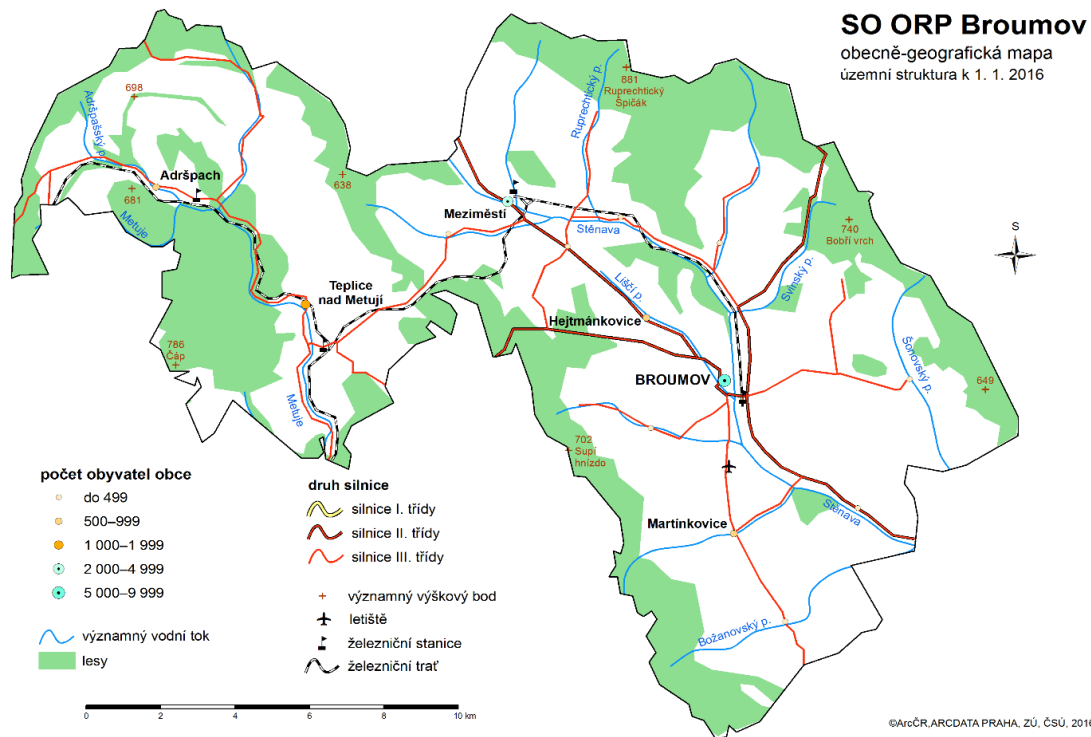 SO ORP Broumov
obecně-geografická mapa
územní struktura k 1. 1. 2016
698
Adršpašský p.
Adršpach
681
Metuje
638
881
Ruprechtický
Špičák
Ruprechtický p.
Meziměstí
Stěnava
740
Bobří vrch
Svinský p.
S
Teplice
nad Metují
Liščí p.
Hejtmánkovice
786
Čáp
Metuje
BROUMOV
Šonovský p.
649
702
Supí
hnízdo
Martínkovice
Stěnava
Božanovský p.
počet obyvatel obce
do 499
500–999
1 000–1 999
2 000–4 999
5 000–9 999
významný vodní tok
lesy
druh silnice
silnice I. třídy
silnice II. třídy
silnice III. třídy
významný výškový bod
letiště
železniční stanice
železniční trať
0 2 4 6 8 10 km
©ArcČR,ARCDATA PRAHA, ZÚ, ČSÚ, 2016